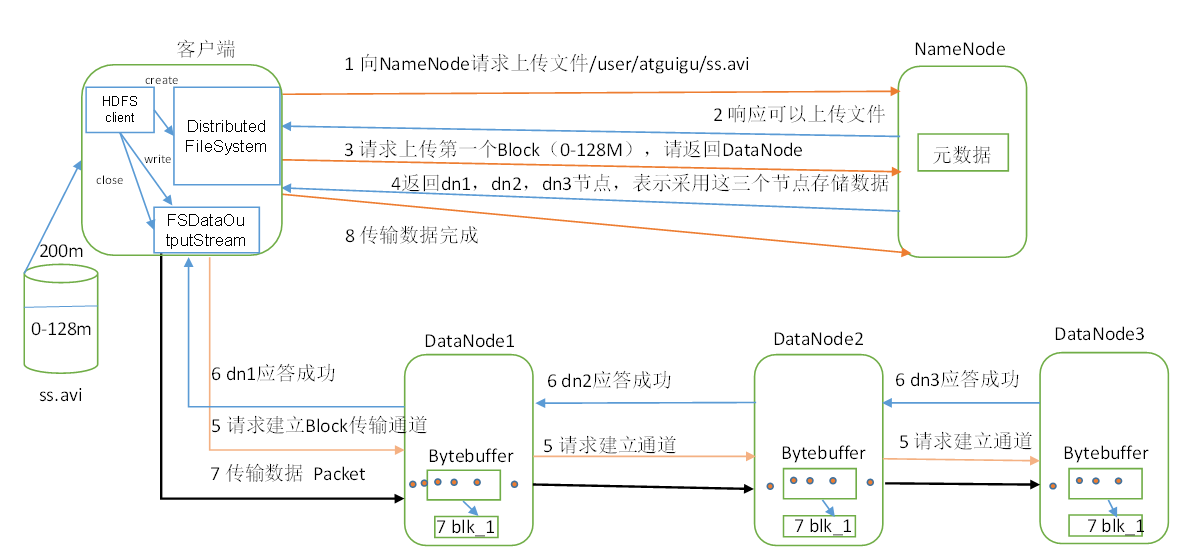 客户端
NameNode
1 向NameNode请求上传文件/user/atguigu/ss.avi
create
HDFS
client
Distributed
FileSystem
2 响应可以上传文件
write
3 请求上传第一个Block（0-128M），请返回DataNode
元数据
close
4返回dn1，dn2，dn3节点，表示采用这三个节点存储数据
FSDataOu
tputStream
8 传输数据完成
200m
0-128m
ss.avi
DataNode1
DataNode2
DataNode3
6 dn1应答成功
6 dn2应答成功
6 dn3应答成功
5 请求建立Block传输通道
5 请求建立通道
5 请求建立通道
Bytebuffer
Bytebuffer
Bytebuffer
7 传输数据 Packet
7 blk_1
7 blk_1
7 blk_1